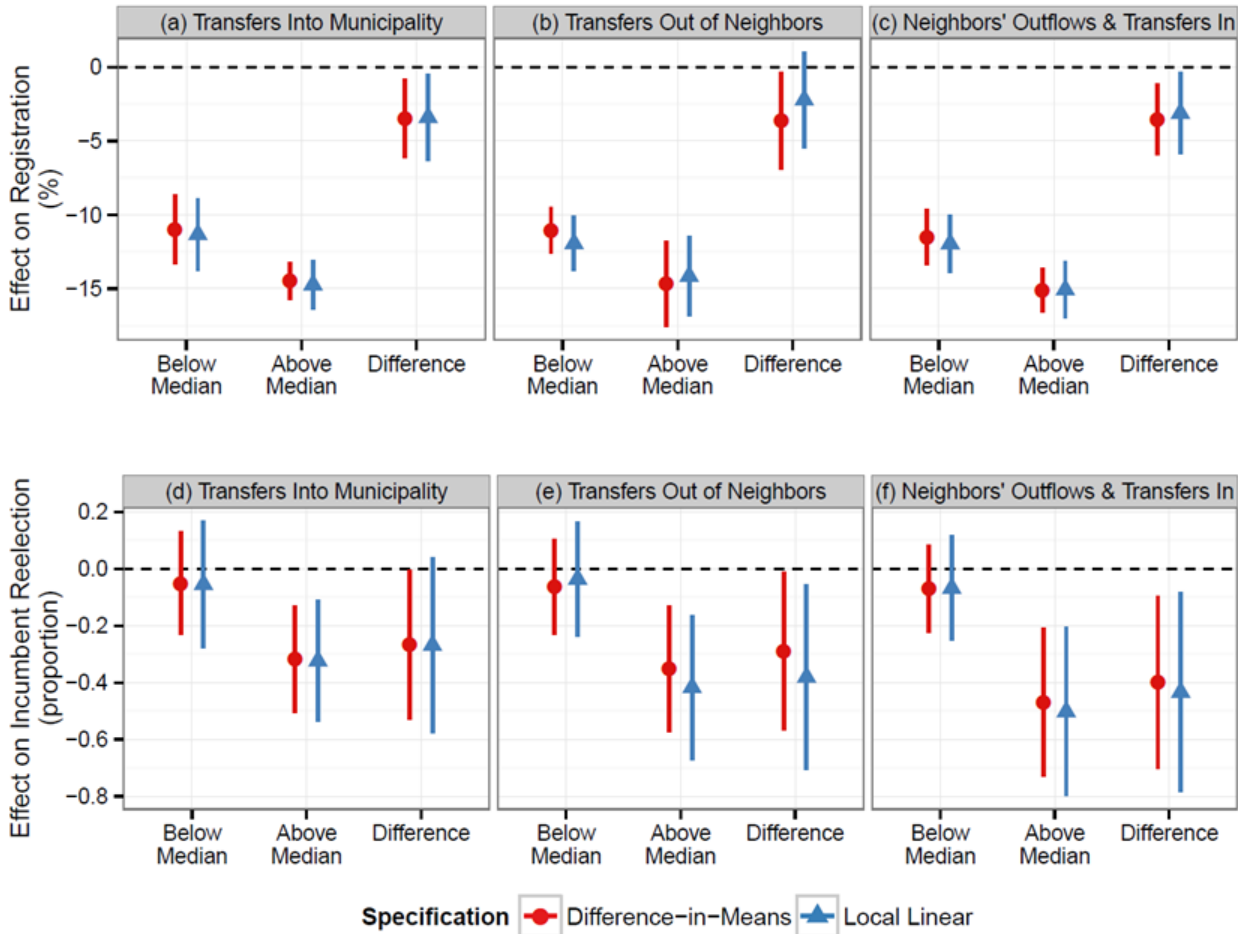 (a) Transfers Into Municipality
(b) Transfers Out of Neighbors
(c) Neighbors' Outflows & Transfers In
Effect on Registration
(%)
0
−5
−10
−15
Below
Median
Above
Median
Difference
Below
Median
Above
Median
Difference
Below
Median
Above
Median
Difference
(d) Transfers Into Municipality
(e) Transfers Out of Neighbors
(f) Neighbors' Outflows & Transfers In
Effect on Incumbent Reelection
(proportion)
0.2
0.0
−0.2
−0.4
−0.6
−0.8
Below
Median
Above
Median
Difference
Below
Median
Above
Median
Difference
Below
Median
Above
Median
Difference
Specification Difference−in−Means Local Linear